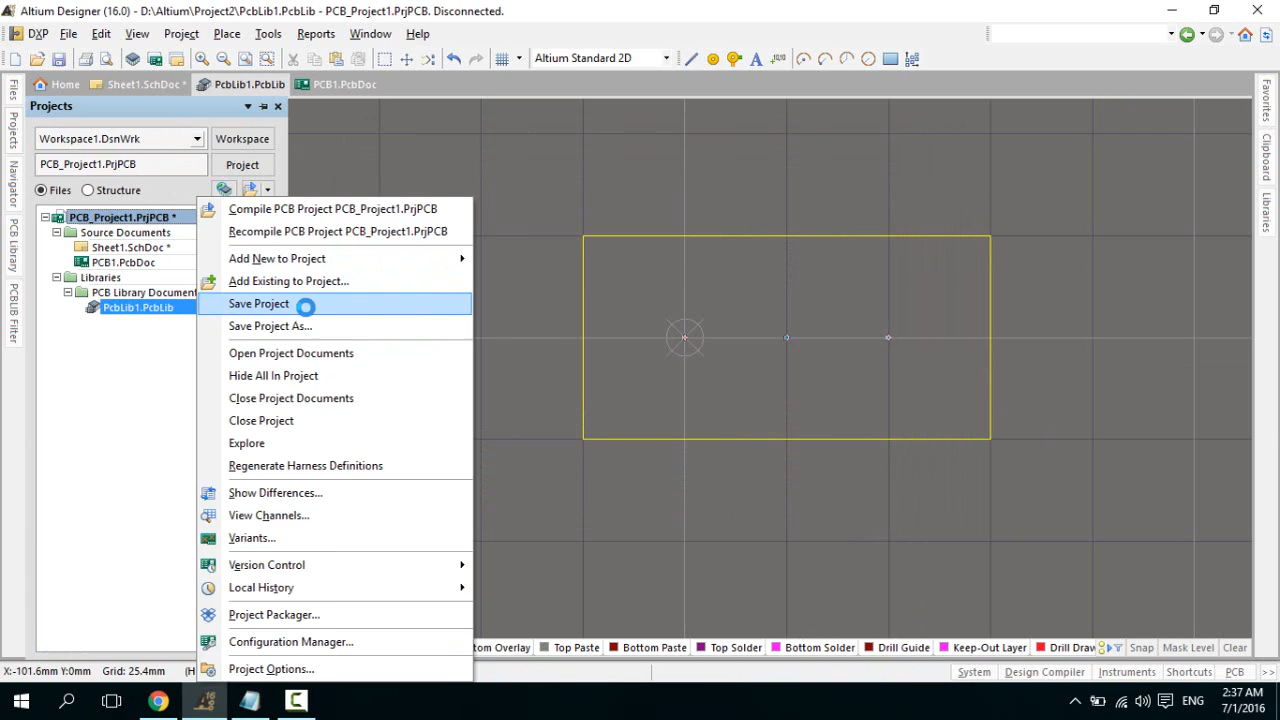 Altium Designer (16.0) - D:\Altium\Project2\PcbLib1.PcbLib - PCB_Project1.PrjPCB. Disconnected.
DXP File Edit View Project Place Tools Reports Window Help
Altium Standard 2D
Home Sheet1.SchDoc * PcbLib1.PcbLib PCB1.PcbDoc
Files
Projects
Navigator
PCB Library
PCBLIB Filter
Projects
Workspace1.DsnWrk Workspace
PCB_Project1.PrjPCB Project
Files Structure
PCB_Project1.PrjPCB *
Source Documents
Sheet1.SchDoc *
PCB1.PcbDoc
Libraries
PCB Library Document
PcbLib1.PcbLib
Compile PCB Project PCB_Project1.PrjPCB
Recompile PCB Project PCB_Project1.PrjPCB
Add New to Project
Add Existing to Project...
Save Project
Save Project As...
Open Project Documents
Hide All In Project
Close Project Documents
Close Project
Explore
Regenerate Harness Definitions
Show Differences...
View Channels...
Variants...
Version Control
Local History
Project Packager...
Configuration Manager...
Project Options...
Favorites
Clipboard
Libraries
tom Overlay Top Paste Bottom Paste Top Solder Bottom Solder Drill Guide Keep-Out Layer Drill Draw Snap Mask Level Clear
X:-101.6mm Y:0mm Grid: 25.4mm (H System Design Compiler Instruments Shortcuts PCB >>
ENG
2:37 AM
7/1/2016